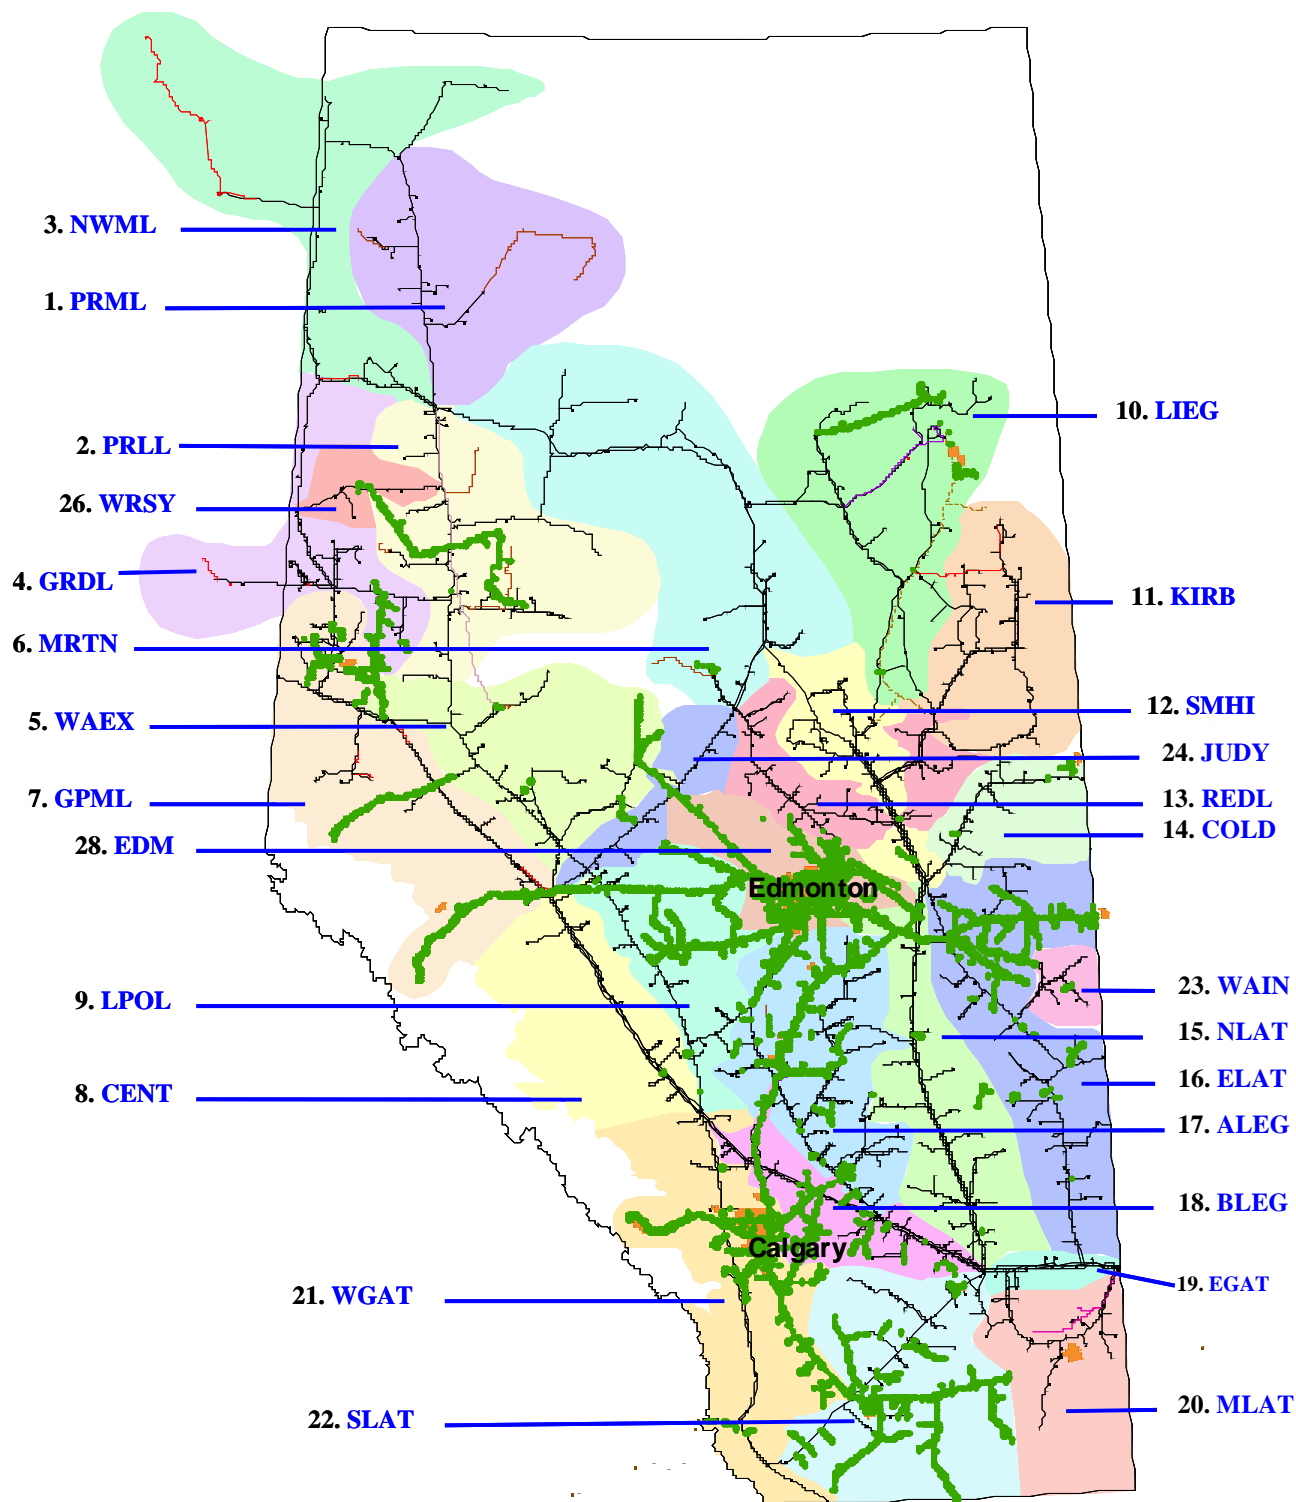 3. NWML
1. PRML
2. PRLL
26. WRSY
4. GRDL
6. MRTN
5. WAEX
7. GPML
28. EDM
9. LPOL
8. CENT
21. WGAT
22. SLAT
10. LIEG
11. KIRB
12. SMHI
24. JUDY
13. REDL
14. COLD
Edmonton
23. WAIN
15. NLAT
16. ELAT
17. ALEG
18. BLEG
Calgary
19. EGAT
20. MLAT